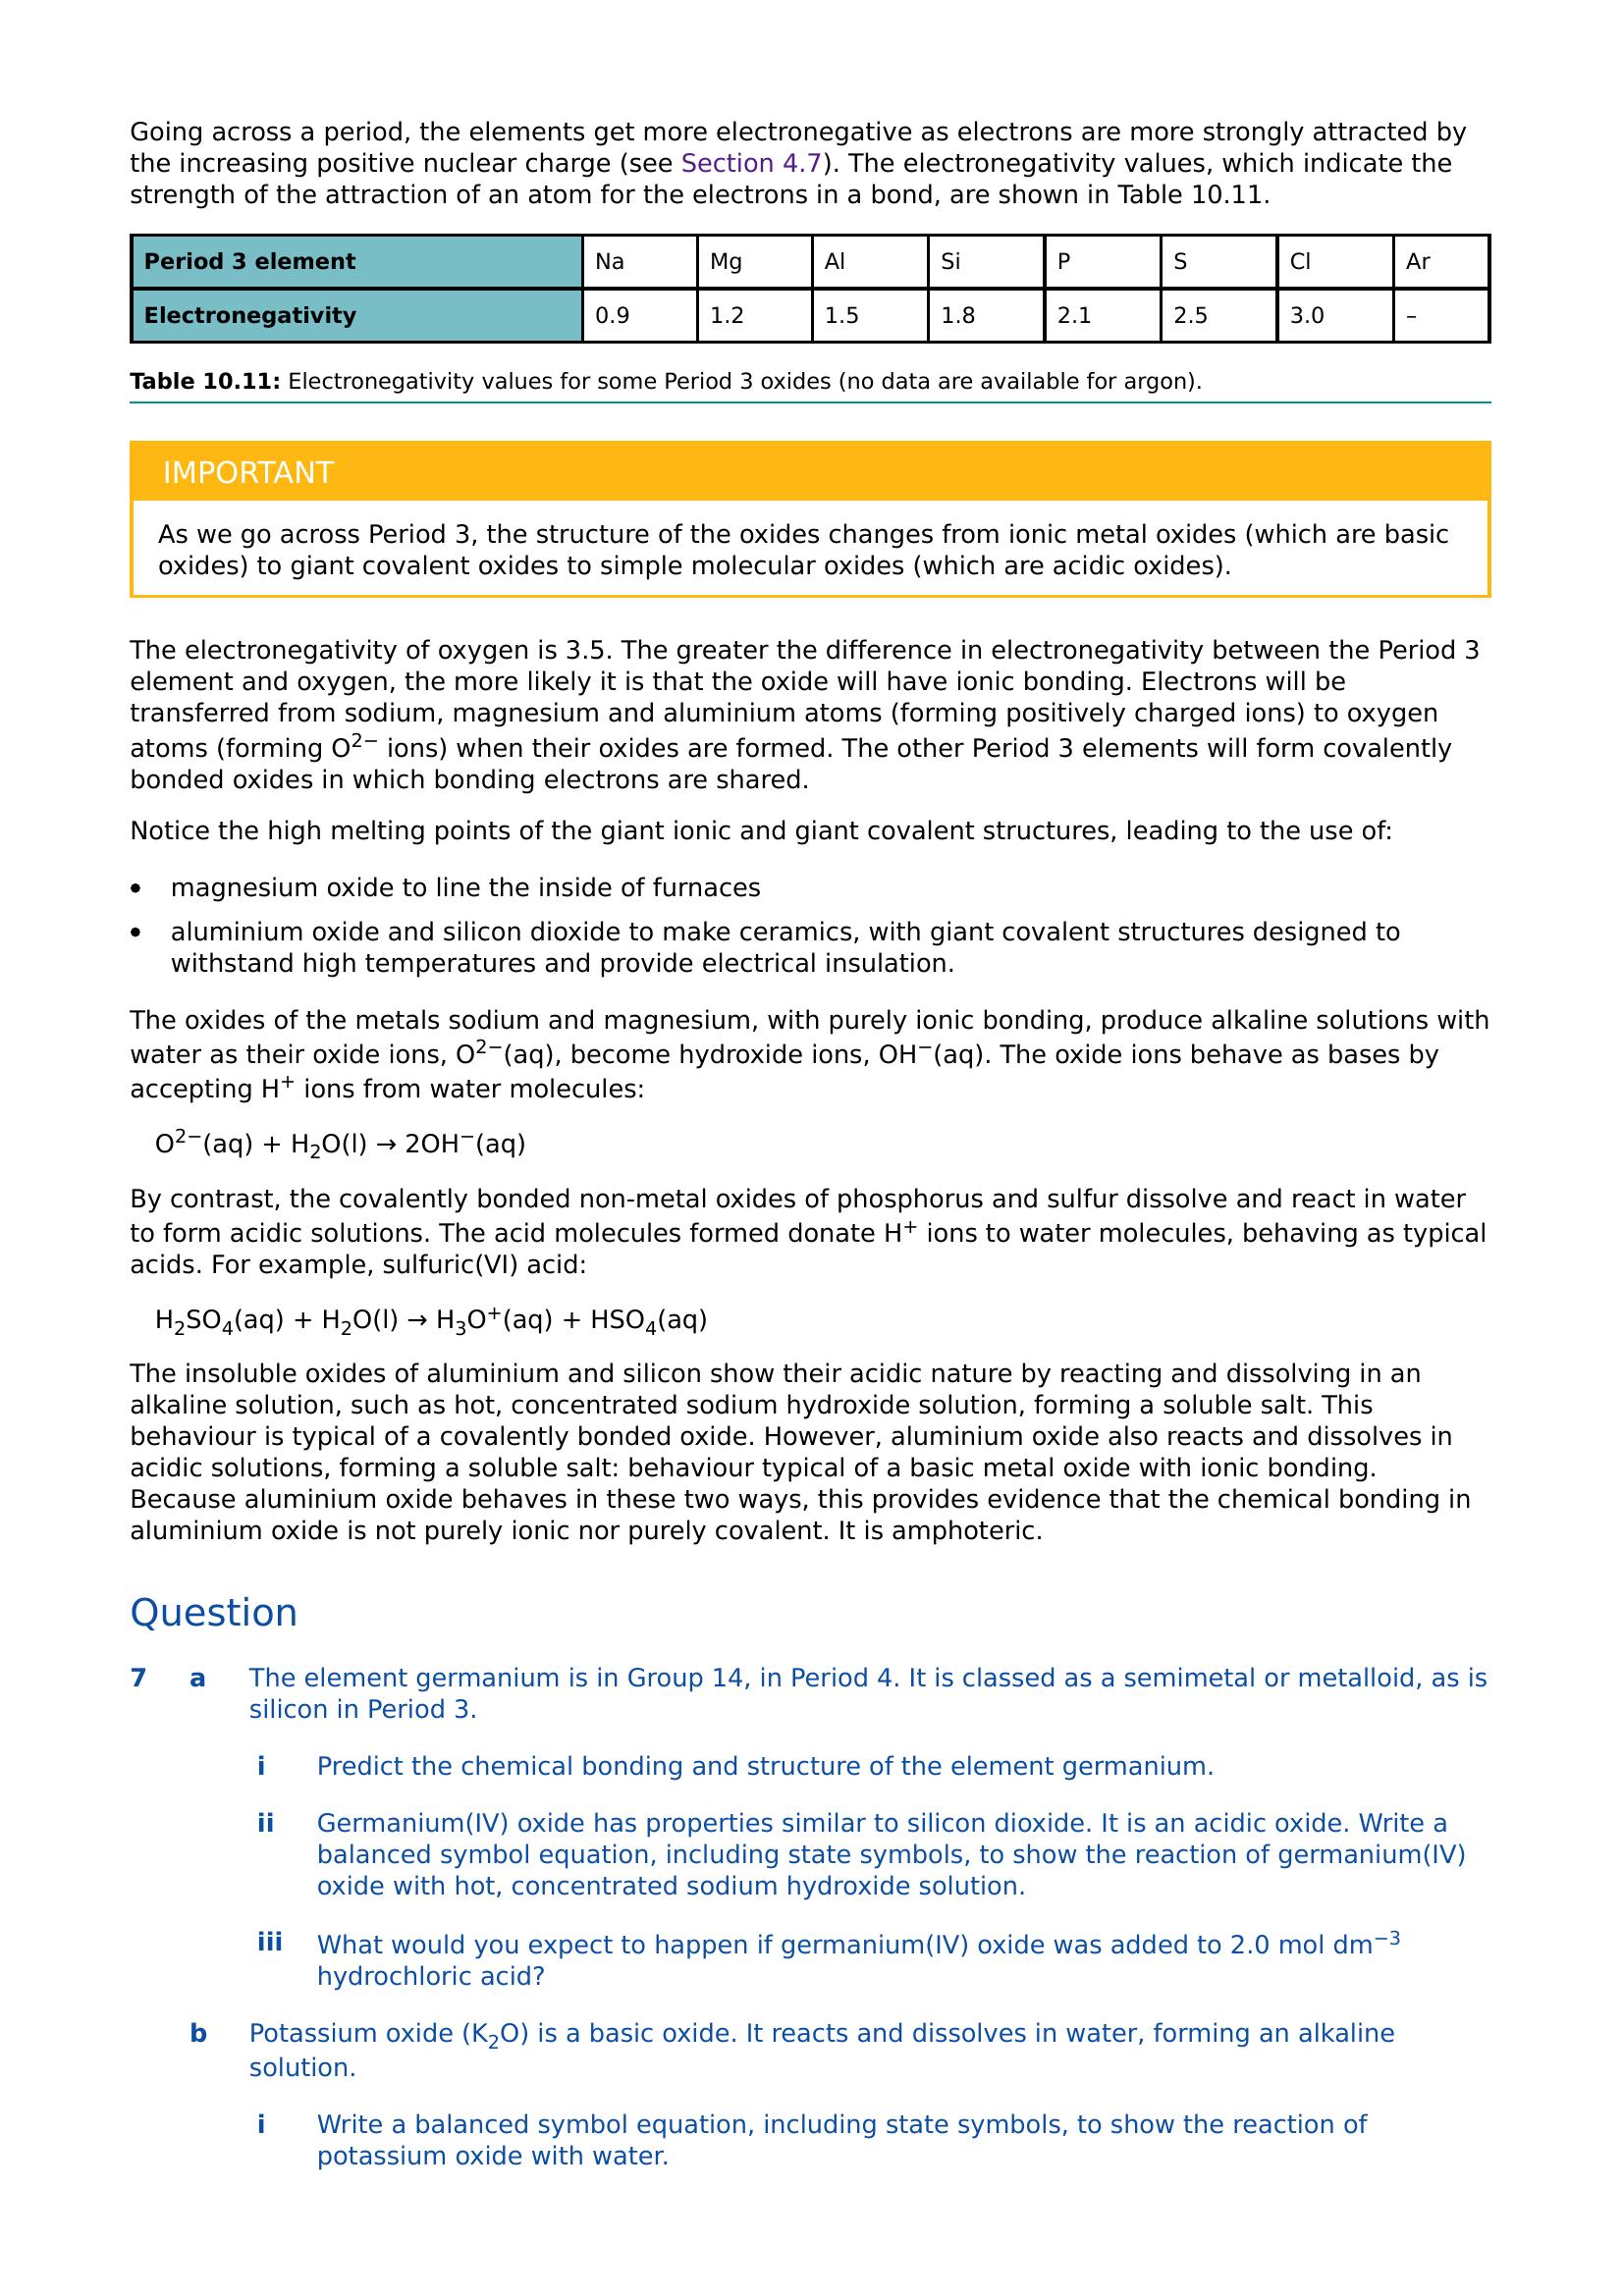 Going across a period, the elements get more electronegative as electrons are more strongly attracted by
the increasing positive nuclear charge (see Section 4.7). The electronegativity values, which indicate the
strength of the attraction of an atom for the electrons in a bond, are shown in Table 10.11.
Period 3 element Na Mg Al Si P S Cl Ar
Electronegativity 0.9 1.2 1.5 1.8 2.1 2.5 3.0 –
Table 10.11: Electronegativity values for some Period 3 oxides (no data are available for argon).
IMPORTANT
As we go across Period 3, the structure of the oxides changes from ionic metal oxides (which are basic
oxides) to giant covalent oxides to simple molecular oxides (which are acidic oxides).
The electronegativity of oxygen is 3.5. The greater the difference in electronegativity between the Period 3
element and oxygen, the more likely it is that the oxide will have ionic bonding. Electrons will be
transferred from sodium, magnesium and aluminium atoms (forming positively charged ions) to oxygen
atoms (forming O²⁻ ions) when their oxides are formed. The other Period 3 elements will form covalently
bonded oxides in which bonding electrons are shared.
Notice the high melting points of the giant ionic and giant covalent structures, leading to the use of:
• magnesium oxide to line the inside of furnaces
• aluminium oxide and silicon dioxide to make ceramics, with giant covalent structures designed to
withstand high temperatures and provide electrical insulation.
The oxides of the metals sodium and magnesium, with purely ionic bonding, produce alkaline solutions with
water as their oxide ions, O²⁻(aq), become hydroxide ions, OH⁻(aq). The oxide ions behave as bases by
accepting H⁺ ions from water molecules:
O²⁻(aq) + H₂O(l) → 2OH⁻(aq)
By contrast, the covalently bonded non-metal oxides of phosphorus and sulfur dissolve and react in water
to form acidic solutions. The acid molecules formed donate H⁺ ions to water molecules, behaving as typical
acids. For example, sulfuric(VI) acid:
H₂SO₄(aq) + H₂O(l) → H₃O⁺(aq) + HSO₄(aq)
The insoluble oxides of aluminium and silicon show their acidic nature by reacting and dissolving in an
alkaline solution, such as hot, concentrated sodium hydroxide solution, forming a soluble salt. This
behaviour is typical of a covalently bonded oxide. However, aluminium oxide also reacts and dissolves in
acidic solutions, forming a soluble salt: behaviour typical of a basic metal oxide with ionic bonding.
Because aluminium oxide behaves in these two ways, this provides evidence that the chemical bonding in
aluminium oxide is not purely ionic nor purely covalent. It is amphoteric.
Question
7 a The element germanium is in Group 14, in Period 4. It is classed as a semimetal or metalloid, as is
silicon in Period 3.
i Predict the chemical bonding and structure of the element germanium.
ii Germanium(IV) oxide has properties similar to silicon dioxide. It is an acidic oxide. Write a
balanced symbol equation, including state symbols, to show the reaction of germanium(IV)
oxide with hot, concentrated sodium hydroxide solution.
iii What would you expect to happen if germanium(IV) oxide was added to 2.0 mol dm⁻³
hydrochloric acid?
b Potassium oxide (K₂O) is a basic oxide. It reacts and dissolves in water, forming an alkaline
solution.
i Write a balanced symbol equation, including state symbols, to show the reaction of
potassium oxide with water.